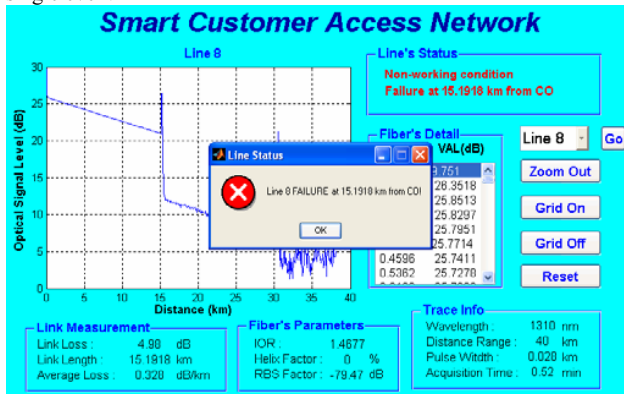 Smart Customer Access Network
Line 8
Optical Signal Level (dB)
30
25
20
15
10
5
0
0 5 10 15 20 25 30 35 40
Distance (km)
Line's Status
Non-working condition
Failure at 15.1918 km from CO
Fiber's Detail
VAL(dB)
9.751
28.3518
25.8513
25.8297
25.7951
25.7714
0.4596 25.7411
0.5362 25.7278
Line Status
Line 8 FAILURE at 15.1918 km from CO!
OK
Line 8
Go
Zoom Out
Grid On
Grid Off
Reset
Link Measurement
Link Loss : 4.98 dB
Link Length : 15.1918 km
Average Loss : 0.328 dB/km
Fiber's Parameters
IOR : 1.4677
Helix Factor : 0 %
RBS Factor : -79.47 dB
Trace Info
Wavelength : 1310 nm
Distance Range : 40 km
Pulse Witdth : 0.028 km
Acquisition Time : 0.52 min